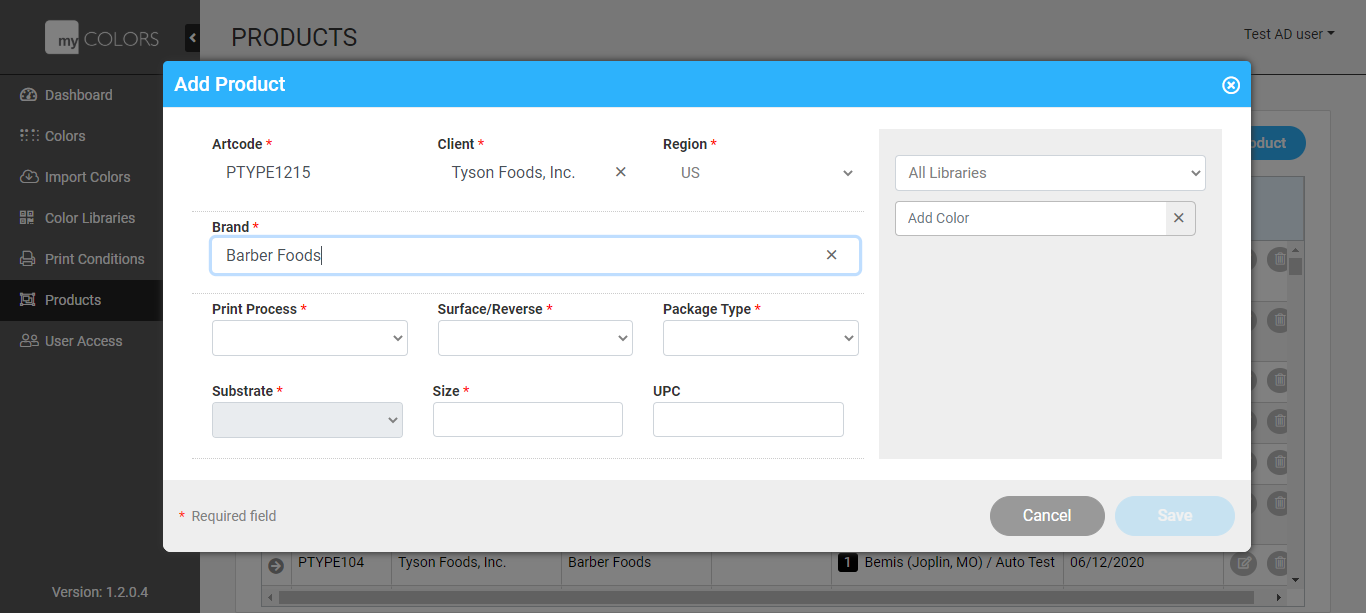 my COLORS
PRODUCTS
Test AD user
Dashboard
Colors
Import Colors
Color Libraries
Print Conditions
Products
User Access
Version: 1.2.0.4
Add Product
Artcode *
PTYPE1215
Client *
Tyson Foods, Inc.
Region *
US
Brand *
Barber Foods
Print Process *
Surface/Reverse *
Package Type *
Substrate *
Size *
UPC
All Libraries
Add Color
* Required field
Cancel
Save
oduct
PTYPE104 Tyson Foods, Inc. Barber Foods 1 Bemis (Joplin, MO) / Auto Test 06/12/2020